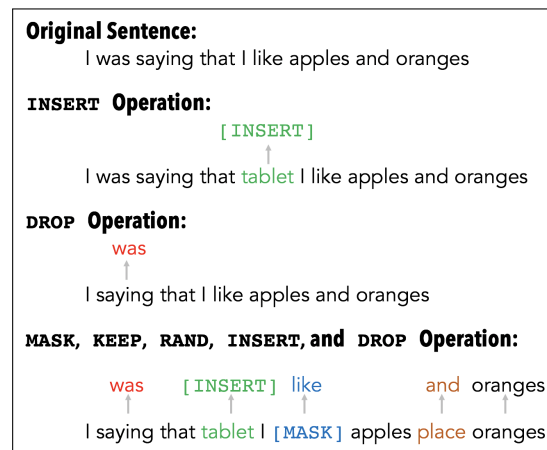 Original Sentence:
I was saying that I like apples and oranges
INSERT Operation:
[INSERT]
I was saying that tablet I like apples and oranges
DROP Operation:
was
I saying that I like apples and oranges
MASK, KEEP, RAND, INSERT, and DROP Operation:
was [INSERT] like and oranges
I saying that tablet I [MASK] apples place oranges